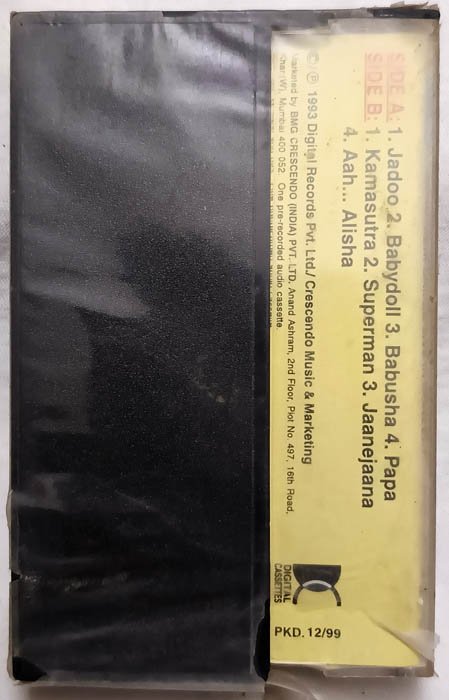 SIDE A: 1. Jadoo 2. Babydoll 3. Babusha 4. Papa
SIDE B: 1. Kamasutra 2. Superman 3. Jaanejaana
4. Aah... Alisha
©/℗ 1993 Digital Records Pvt. Ltd./ Crescendo Music & Marketing
Marketed by BMG CRESCENDO (INDIA) PVT. LTD. Anand Ashram, 2nd Floor, Plot No. 497, 16th Road,
Khar(W), Mumbai 400 052. One pre-recorded audio cassette.
DIGITAL
CASSETTES
PKD. 12/99